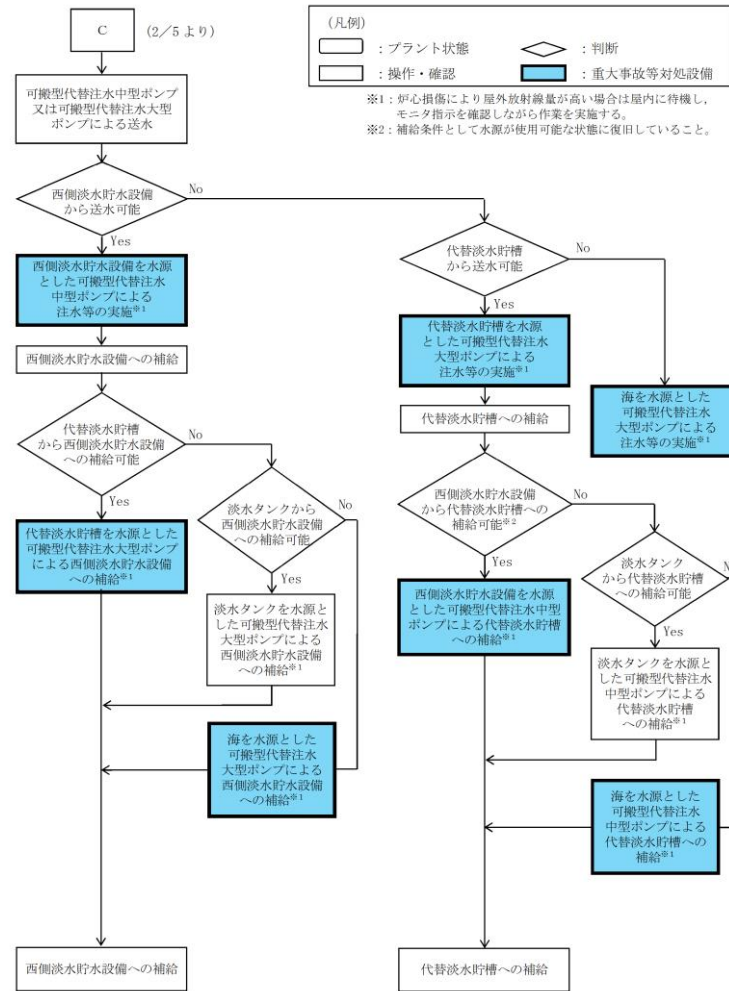 C (2/5 より)
(凡例)
：プラント状態
：判断
：操作・確認
：重大事故等対処設備
※1：炉心損傷により屋外放射線量が高い場合は屋内に待機し，
モニタ指示を確認しながら作業を実施する。
※2：補給条件として水源が使用可能な状態に復旧していること。
可搬型代替注水中型ポンプ
又は可搬型代替注水大型
ポンプによる送水
西側淡水貯水設備
から送水可能
No
Yes
西側淡水貯水設備を水源
とした可搬型代替注水
中型ポンプによる
注水等の実施※1
西側淡水貯水設備への補給
代替淡水貯槽
から西側淡水貯水設備
への補給可能
No
Yes
代替淡水貯槽を水源とした
可搬型代替注水大型ポンプ
による西側淡水貯水設備
への補給※1
淡水タンクから
西側淡水貯水設備
への補給可能
No
Yes
淡水タンクを水源と
した可搬型代替注水
大型ポンプによる
西側淡水貯水設備
への補給※1
海を水源とした
可搬型代替注水
大型ポンプによる
西側淡水貯水設備
への補給※1
西側淡水貯水設備への補給
代替淡水貯槽
から送水可能
No
Yes
代替淡水貯槽を水源
とした可搬型代替注水
大型ポンプによる
注水等の実施※1
海を水源とした
可搬型代替注水
大型ポンプによる
注水等の実施※1
代替淡水貯槽への補給
西側淡水貯水設備
から代替淡水貯槽への
補給可能※2
No
Yes
西側淡水貯水設備を水源
とした可搬型代替注水中型
ポンプによる代替淡水貯槽
への補給※1
淡水タンク
から代替淡水貯槽
への補給可能
Yes
淡水タンクを水源と
した可搬型代替注水
中型ポンプによる
代替淡水貯槽
への補給※1
海を水源とした
可搬型代替注水
中型ポンプによる
代替淡水貯槽への
補給※1
代替淡水貯槽への補給